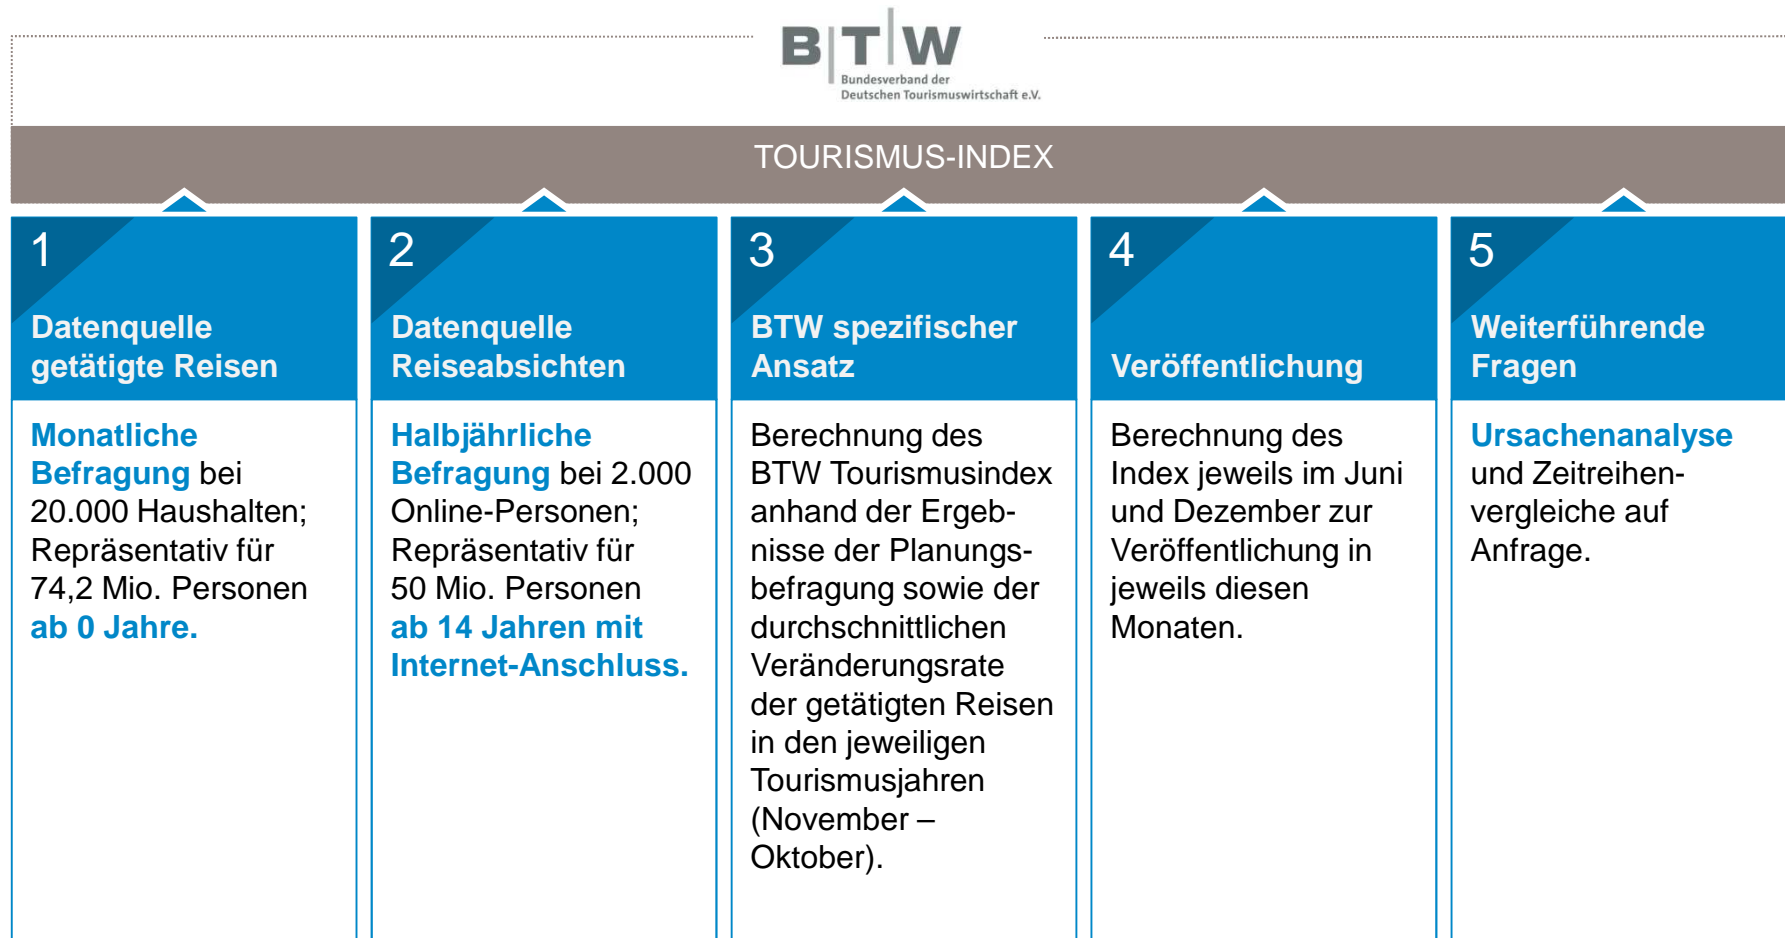 B T W
Bundesverband der
Deutschen Tourismuswirtschaft e.V.
TOURISMUS-INDEX
1
Datenquelle
getätigte Reisen
Monatliche
Befragung bei
20.000 Haushalten;
Repräsentativ für
74,2 Mio. Personen
ab 0 Jahre.
2
Datenquelle
Reiseabsichten
Halbjährliche
Befragung bei 2.000
Online-Personen;
Repräsentativ für
50 Mio. Personen
ab 14 Jahren mit
Internet-Anschluss.
3
BTW spezifischer
Ansatz
Berechnung des
BTW Tourismusindex
anhand der Ergeb-
nisse der Planungs-
befragung sowie der
durchschnittlichen
Veränderungsrate
der getätigten Reisen
in den jeweiligen
Tourismusjahren
(November –
Oktober).
4
Veröffentlichung
Berechnung des
Index jeweils im Juni
und Dezember zur
Veröffentlichung in
jeweils diesen
Monaten.
5
Weiterführende
Fragen
Ursachenanalyse
und Zeitreihen-
vergleiche auf
Anfrage.